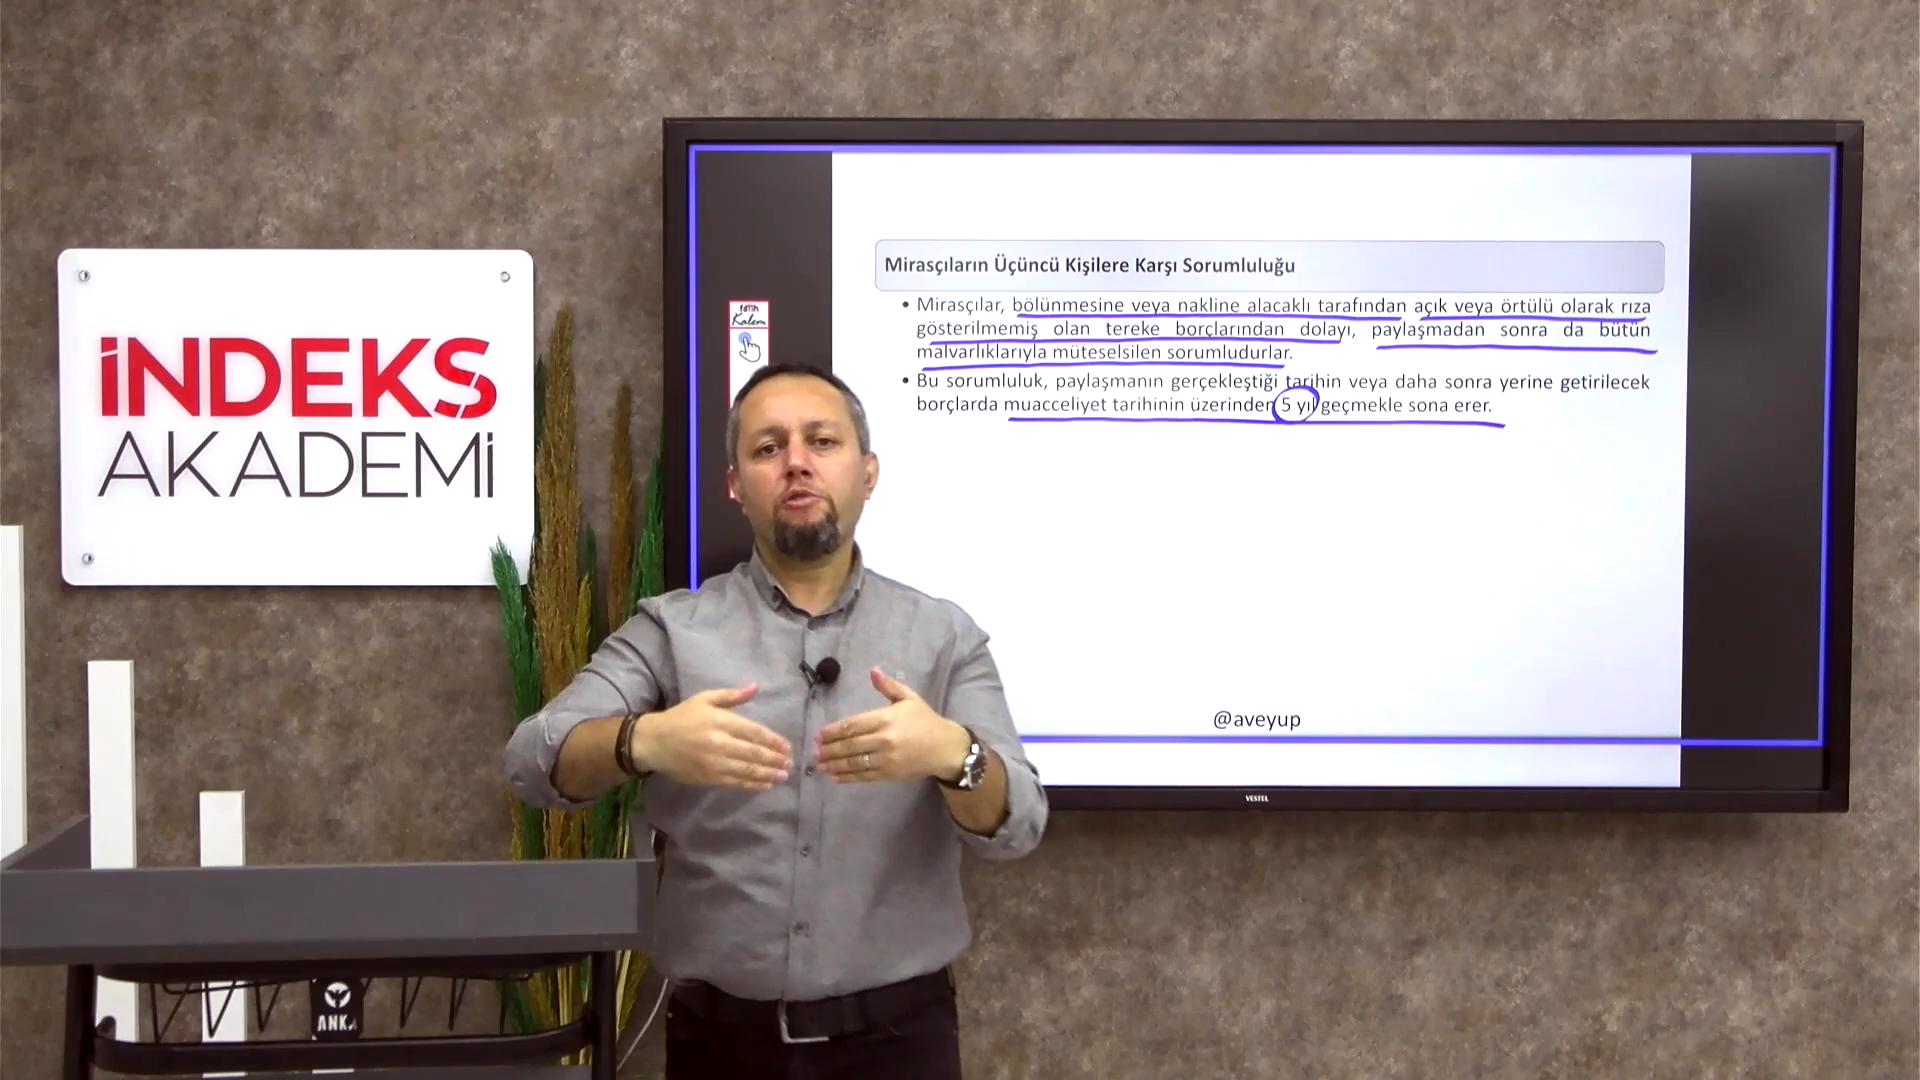 İNDEKS
AKADEMİ
fatih
Kalem
Mirasçıların Üçüncü Kişilere Karşı Sorumluluğu
• Mirasçılar, bölünmesine veya nakline alacaklı tarafından açık veya örtülü olarak rıza
gösterilmemiş olan tereke borçlarından dolayı, paylaşmadan sonra da bütün
malvarlıklarıyla müteselsilen sorumludurlar.
• Bu sorumluluk, paylaşmanın gerçekleştiği tarihin veya daha sonra yerine getirilecek
borçlarda muacceliyet tarihinin üzerinden 5 yıl geçmekle sona erer.
@aveyup
VESTEL
ANKA